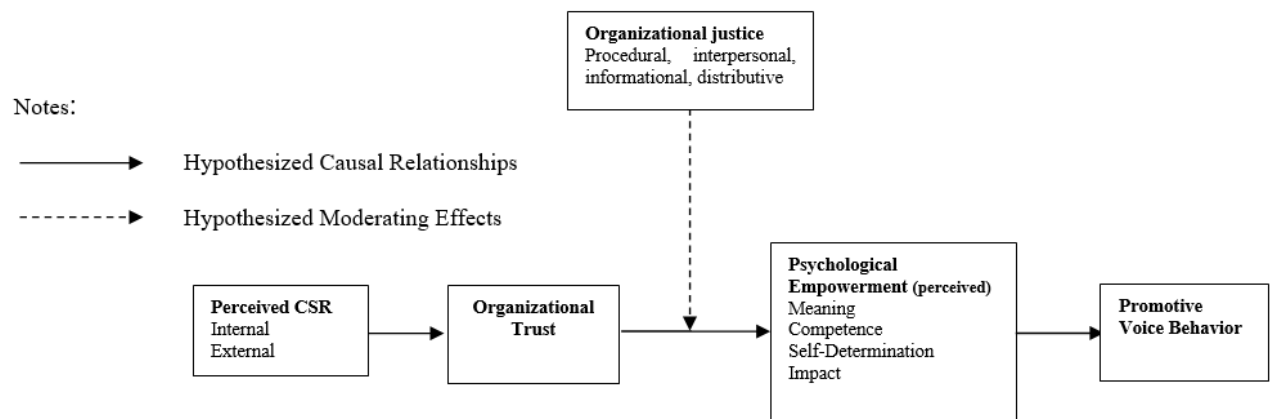 Organizational justice
Procedural, interpersonal,
informational, distributive
Notes:
Hypothesized Causal Relationships
Hypothesized Moderating Effects
Perceived CSR
Internal
External
Organizational
Trust
Psychological
Empowerment (perceived)
Meaning
Competence
Self-Determination
Impact
Promotive
Voice Behavior